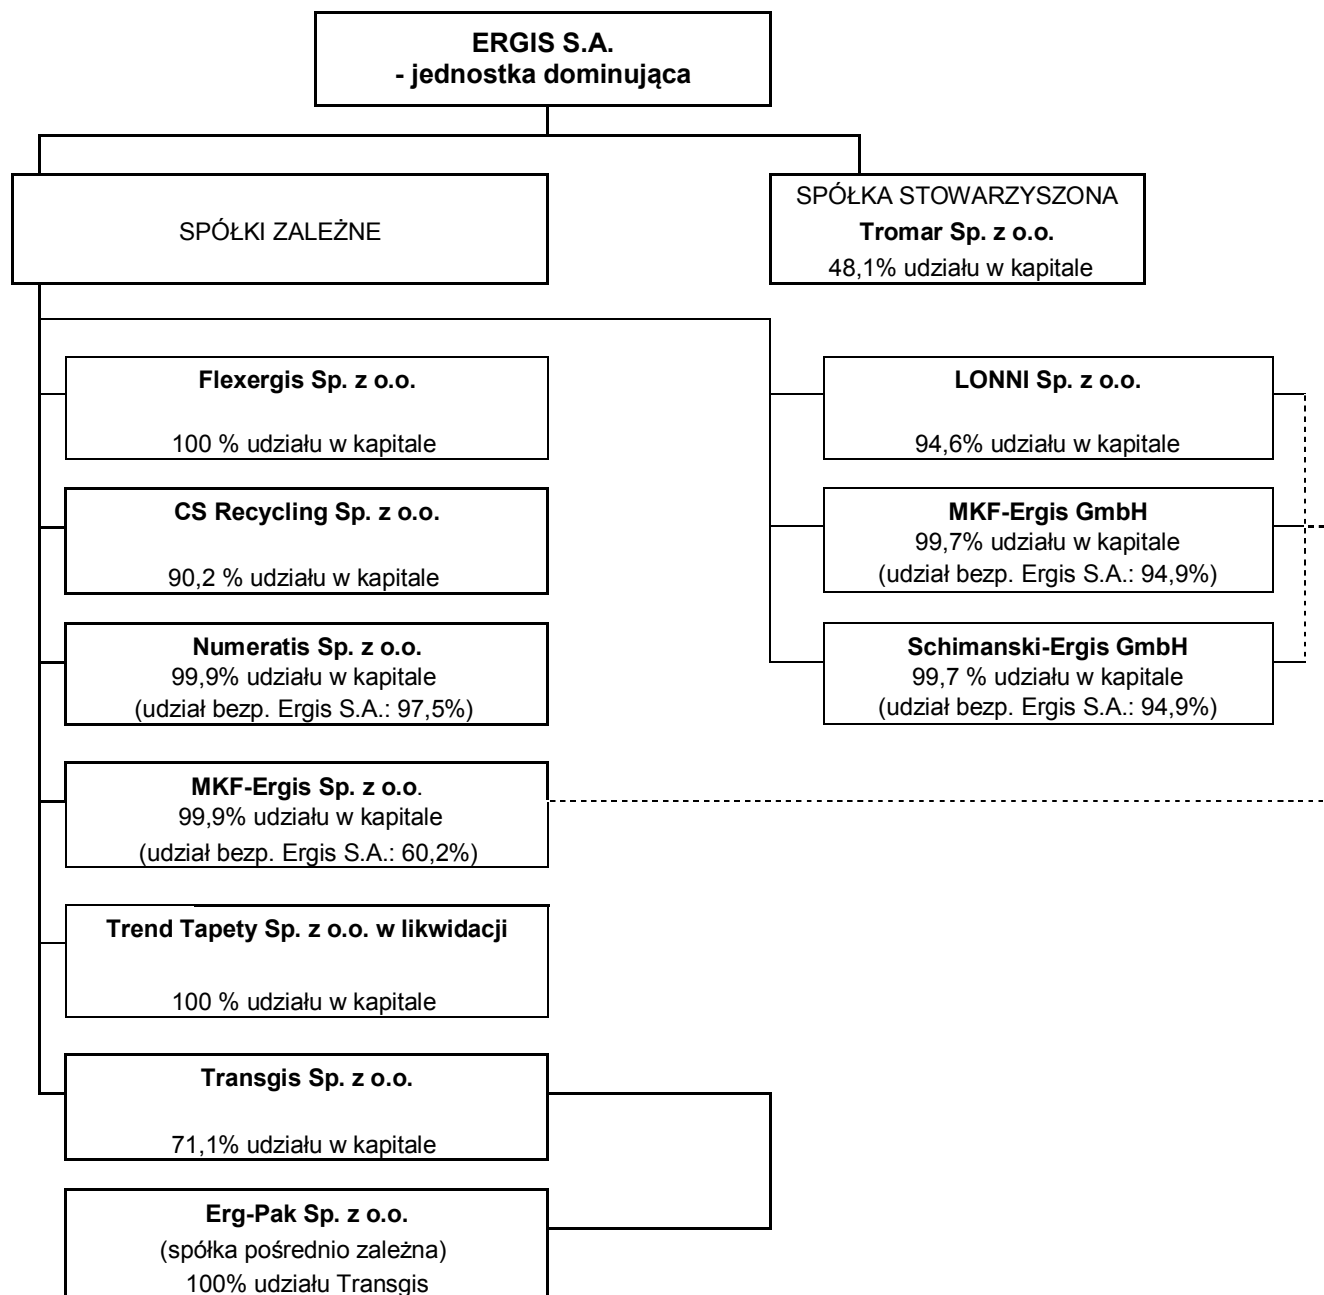 ERGIS S.A.
- jednostka dominująca
SPÓŁKI ZALEŻNE
SPÓŁKA STOWARZYSZONA
Tromar Sp. z o.o.
48,1% udziału w kapitale
Flexergis Sp. z o.o.
100 % udziału w kapitale
CS Recycling Sp. z o.o.
90,2 % udziału w kapitale
Numeratis Sp. z o.o.
99,9% udziału w kapitale
(udział bezp. Ergis S.A.: 97,5%)
MKF-Ergis Sp. z o.o.
99,9% udziału w kapitale
(udział bezp. Ergis S.A.: 60,2%)
Trend Tapety Sp. z o.o. w likwidacji
100 % udziału w kapitale
Transgis Sp. z o.o.
71,1% udziału w kapitale
Erg-Pak Sp. z o.o.
(spółka pośrednio zależna)
100% udziału Transgis
LONNI Sp. z o.o.
94,6% udziału w kapitale
MKF-Ergis GmbH
99,7% udziału w kapitale
(udział bezp. Ergis S.A.: 94,9%)
Schimanski-Ergis GmbH
99,7 % udziału w kapitale
(udział bezp. Ergis S.A.: 94,9%)